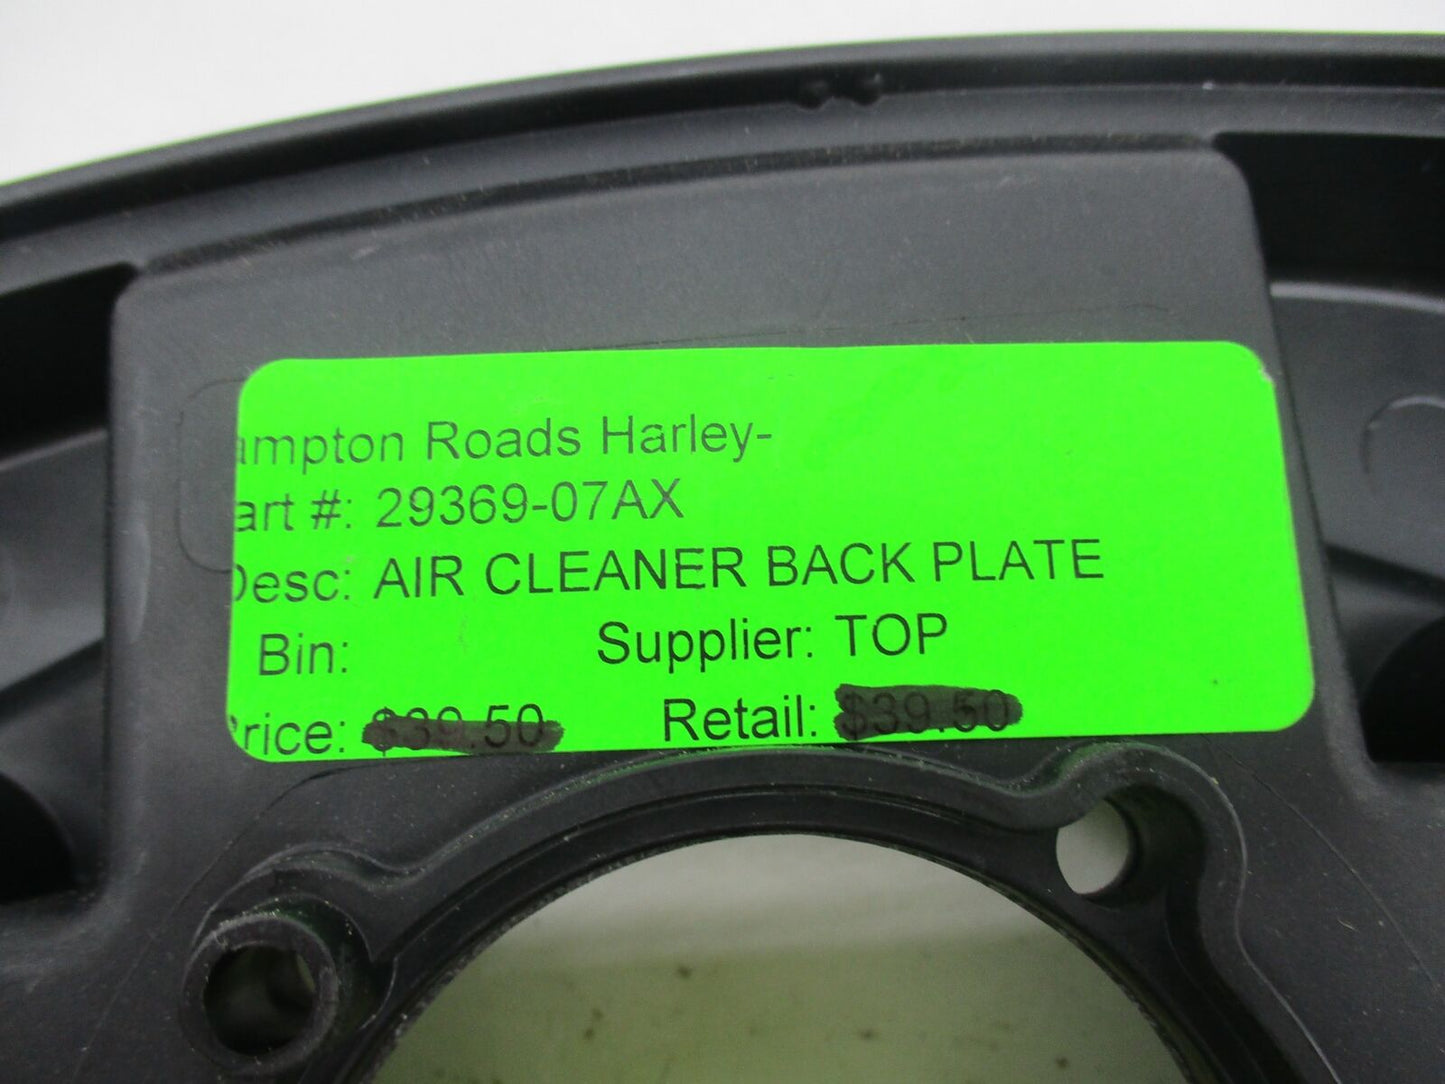 ampton Roads Harley-
art #: 29369-07AX
Desc: AIR CLEANER BACK PLATE
Bin: Supplier: TOP
Price: $39.50 Retail: $39.50